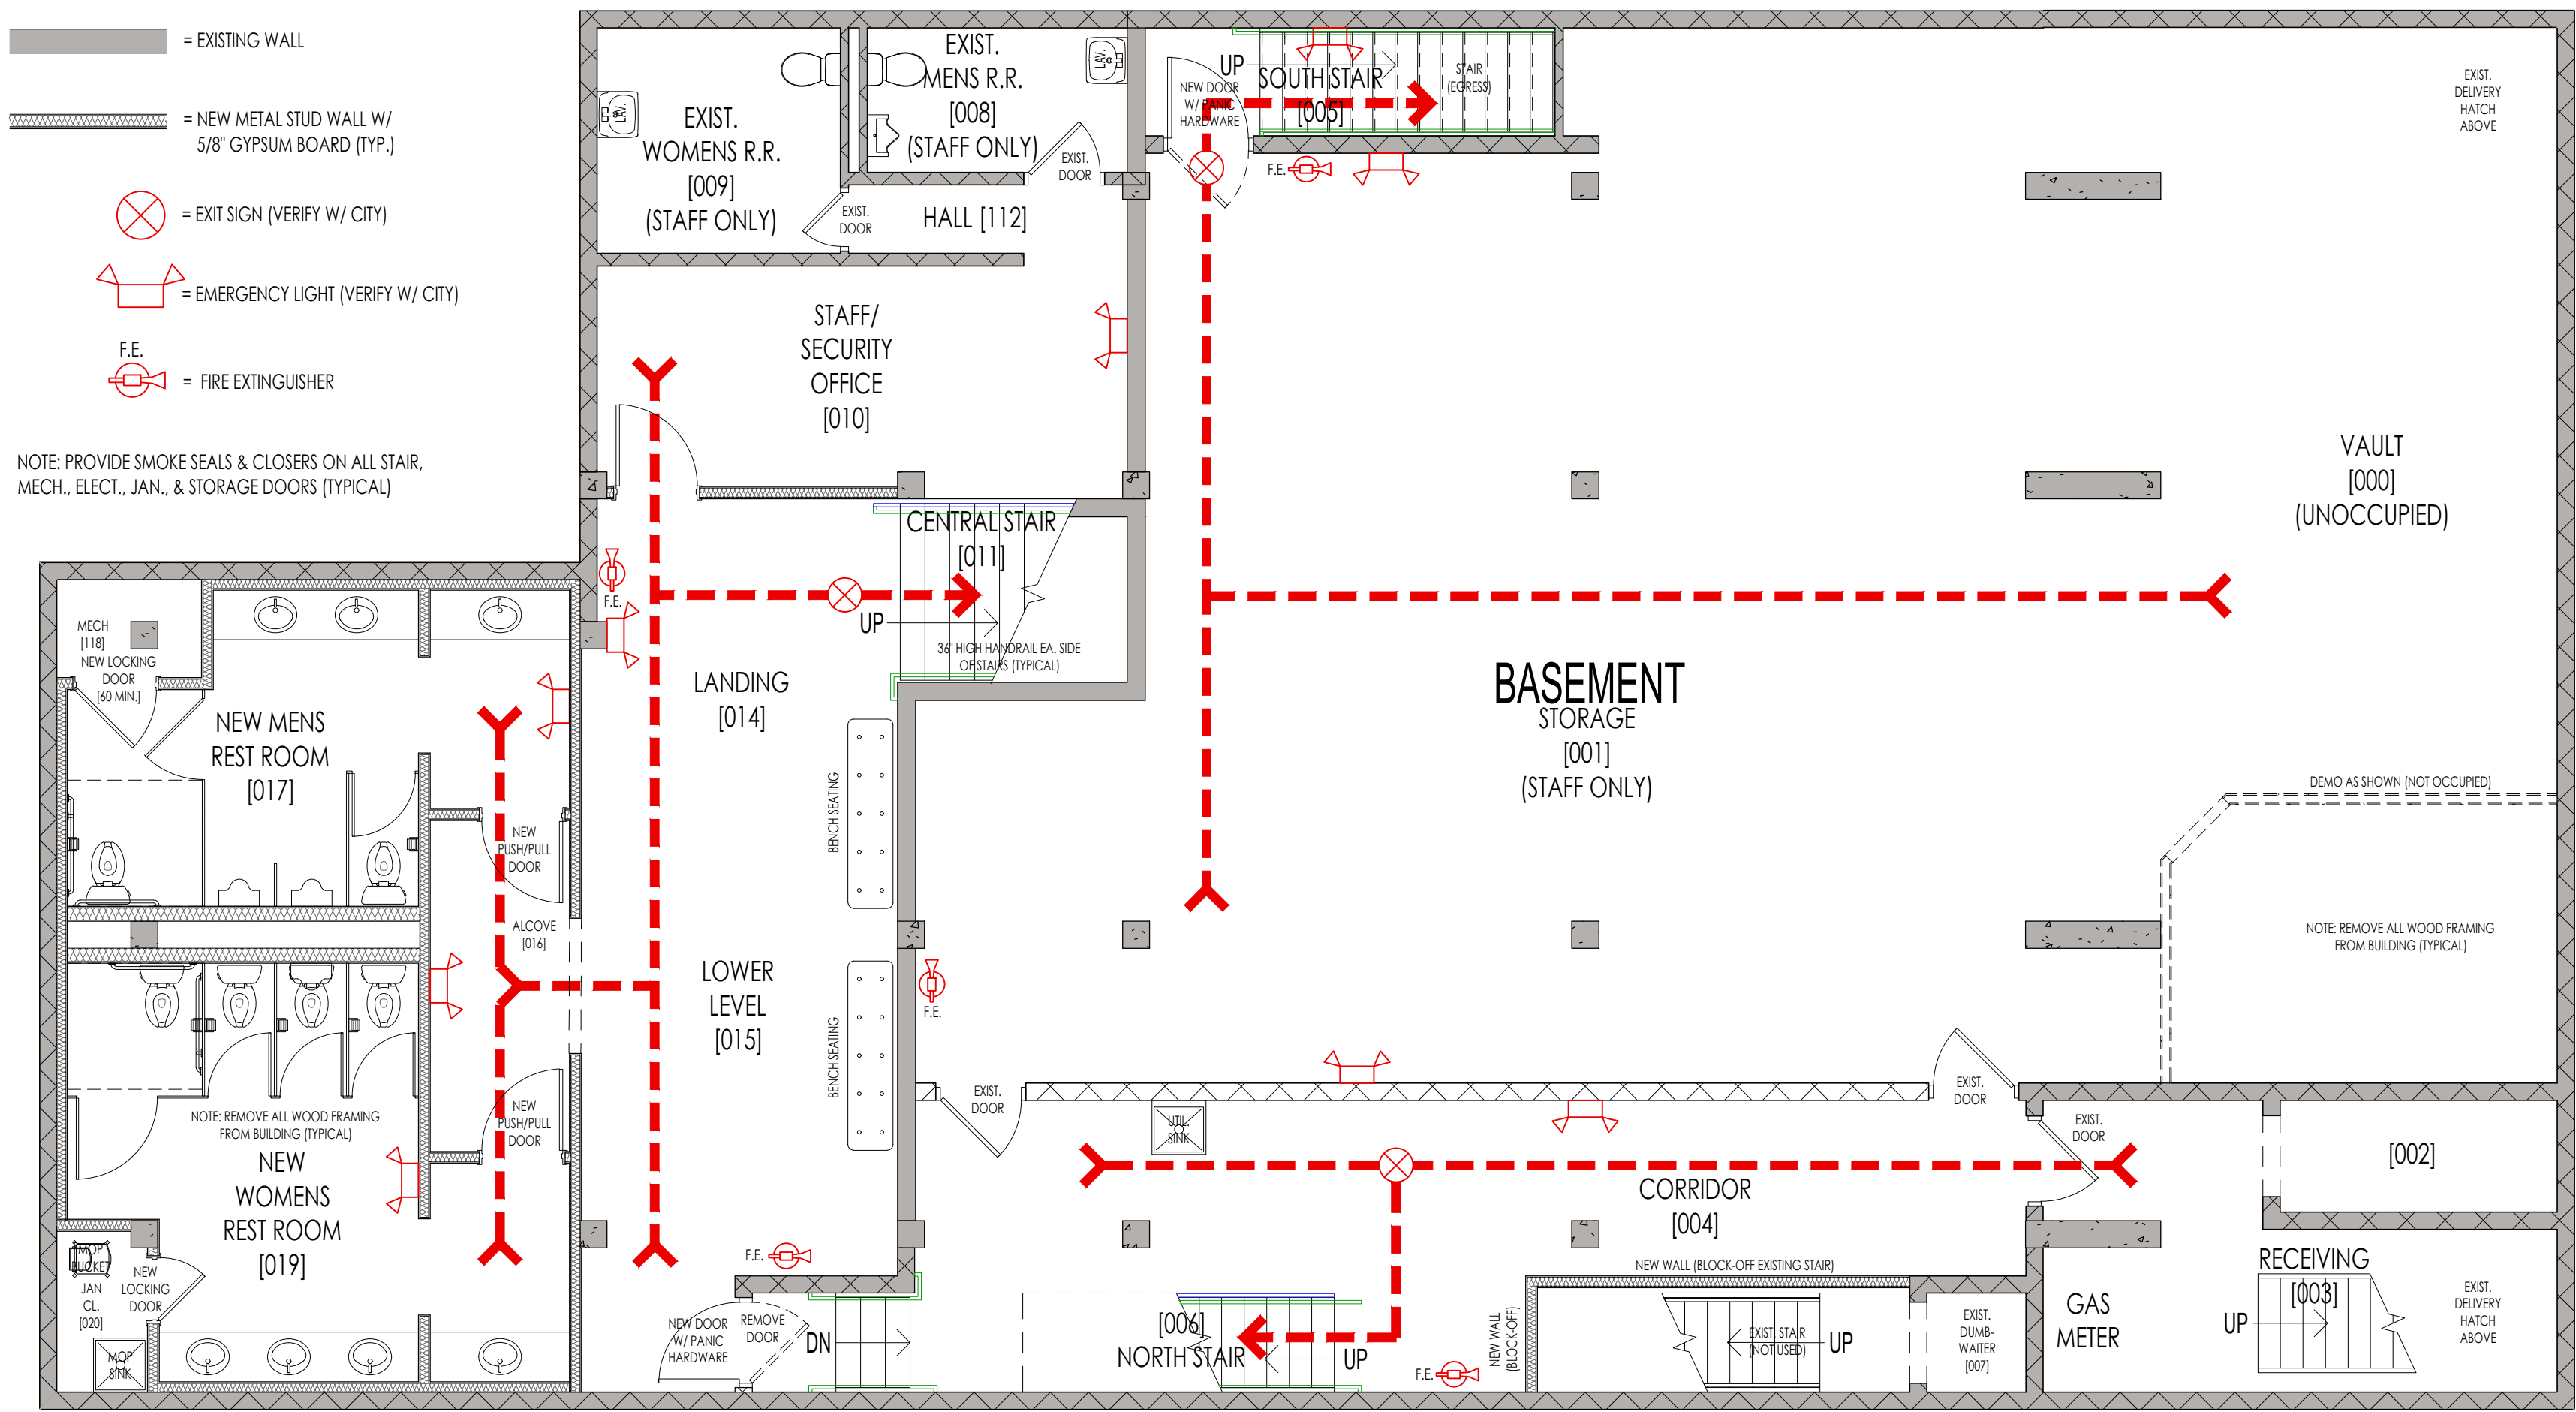 = EXISTING WALL
= NEW METAL STUD WALL W/
5/8" GYPSUM BOARD (TYP.)
= EXIT SIGN (VERIFY W/ CITY)
= EMERGENCY LIGHT (VERIFY W/ CITY)
F.E.
= FIRE EXTINGUISHER
NOTE: PROVIDE SMOKE SEALS & CLOSERS ON ALL STAIR,
MECH., ELECT., JAN., & STORAGE DOORS (TYPICAL)
LAV.
EXIST.
WOMENS R.R.
[009]
(STAFF ONLY)
EXIST.
MENS R.R.
[008]
(STAFF ONLY)
LAV.
EXIST.
DOOR
EXIST.
DOOR
HALL [112]
NEW DOOR
W/ PANIC
HARDWARE
UP
SOUTH STAIR
[005]
STAIR
(EGRESS)
F.E.
EXIST.
DELIVERY
HATCH
ABOVE
STAFF/
SECURITY
OFFICE
[010]
VAULT
[000]
(UNOCCUPIED)
CENTRAL STAIR
[011]
UP
36" HIGH HANDRAIL EA. SIDE
OF STAIRS (TYPICAL)
F.E.
MECH
[118]
NEW LOCKING
DOOR
[60 MIN.]
NEW MENS
REST ROOM
[017]
LANDING
[014]
BASEMENT
STORAGE
[001]
(STAFF ONLY)
BENCH SEATING
NEW
PUSH/PULL
DOOR
ALCOVE
[016]
DEMO AS SHOWN (NOT OCCUPIED)
NOTE: REMOVE ALL WOOD FRAMING
FROM BUILDING (TYPICAL)
LOWER
LEVEL
[015]
BENCH SEATING
F.E.
NEW
PUSH/PULL
DOOR
NOTE: REMOVE ALL WOOD FRAMING
FROM BUILDING (TYPICAL)
NEW
WOMENS
REST ROOM
[019]
MOP
BUCKET
JAN
CL.
[020]
NEW
LOCKING
DOOR
MOP
SINK
EXIST.
DOOR
UTIL.
SINK
EXIST.
DOOR
EXIST.
DOOR
[002]
CORRIDOR
[004]
F.E.
NEW DOOR
W/ PANIC
HARDWARE
REMOVE
DOOR
DN
[006]
NORTH STAIR
UP
F.E.
NEW WALL
(BLOCK-OFF)
NEW WALL (BLOCK-OFF EXISTING STAIR)
EXIST. STAIR
(NOT USED)
UP
EXIST.
DUMB-
WAITER
[007]
GAS
METER
RECEIVING
[003]
UP
EXIST.
DELIVERY
HATCH
ABOVE